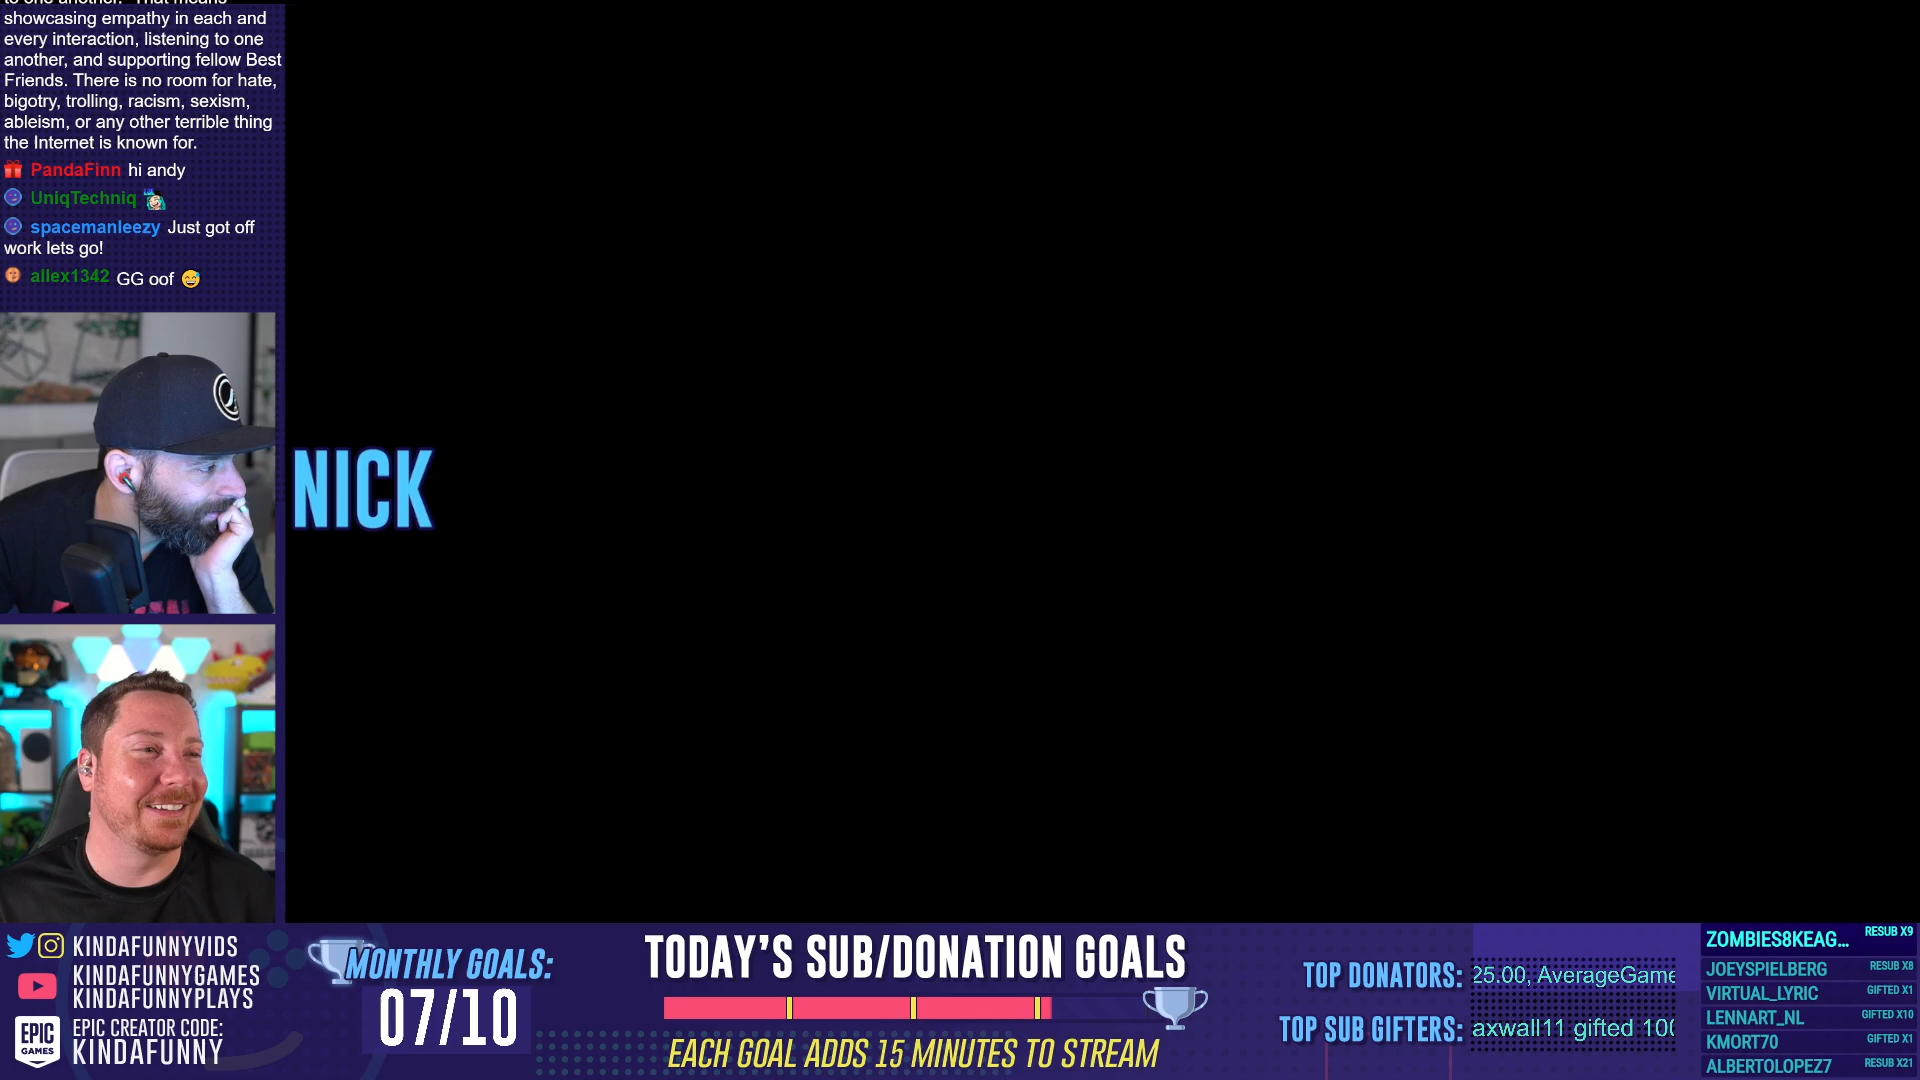 showcasing empathy in each and
every interaction, listening to one
another, and supporting fellow Best
Friends. There is no room for hate,
bigotry, trolling, racism, sexism,
ableism, or any other terrible thing
the Internet is known for.
PandaFinn hi andy
UniqTechniq
spacemanleezy Just got off
work lets go!
allex1342 GG oof 😅
NICK
KINDAFUNNYVIDS
KINDAFUNNYGAMES
KINDAFUNNYPLAYS
EPIC GAMES
EPIC CREATOR CODE:
KINDAFUNNY
MONTHLY GOALS:
07/10
TODAY'S SUB/DONATION GOALS
EACH GOAL ADDS 15 MINUTES TO STREAM
TOP DONATORS: 25.00, AverageGame
TOP SUB GIFTERS: axwall11 gifted 100
ZOMBIES8KEAG... RESUB X9
JOEYSPIELBERG RESUB X8
VIRTUAL_LYRIC GIFTED X1
LENNART_NL GIFTED X10
KMORT70 GIFTED X1
ALBERTOLOPEZ7 RESUB X21